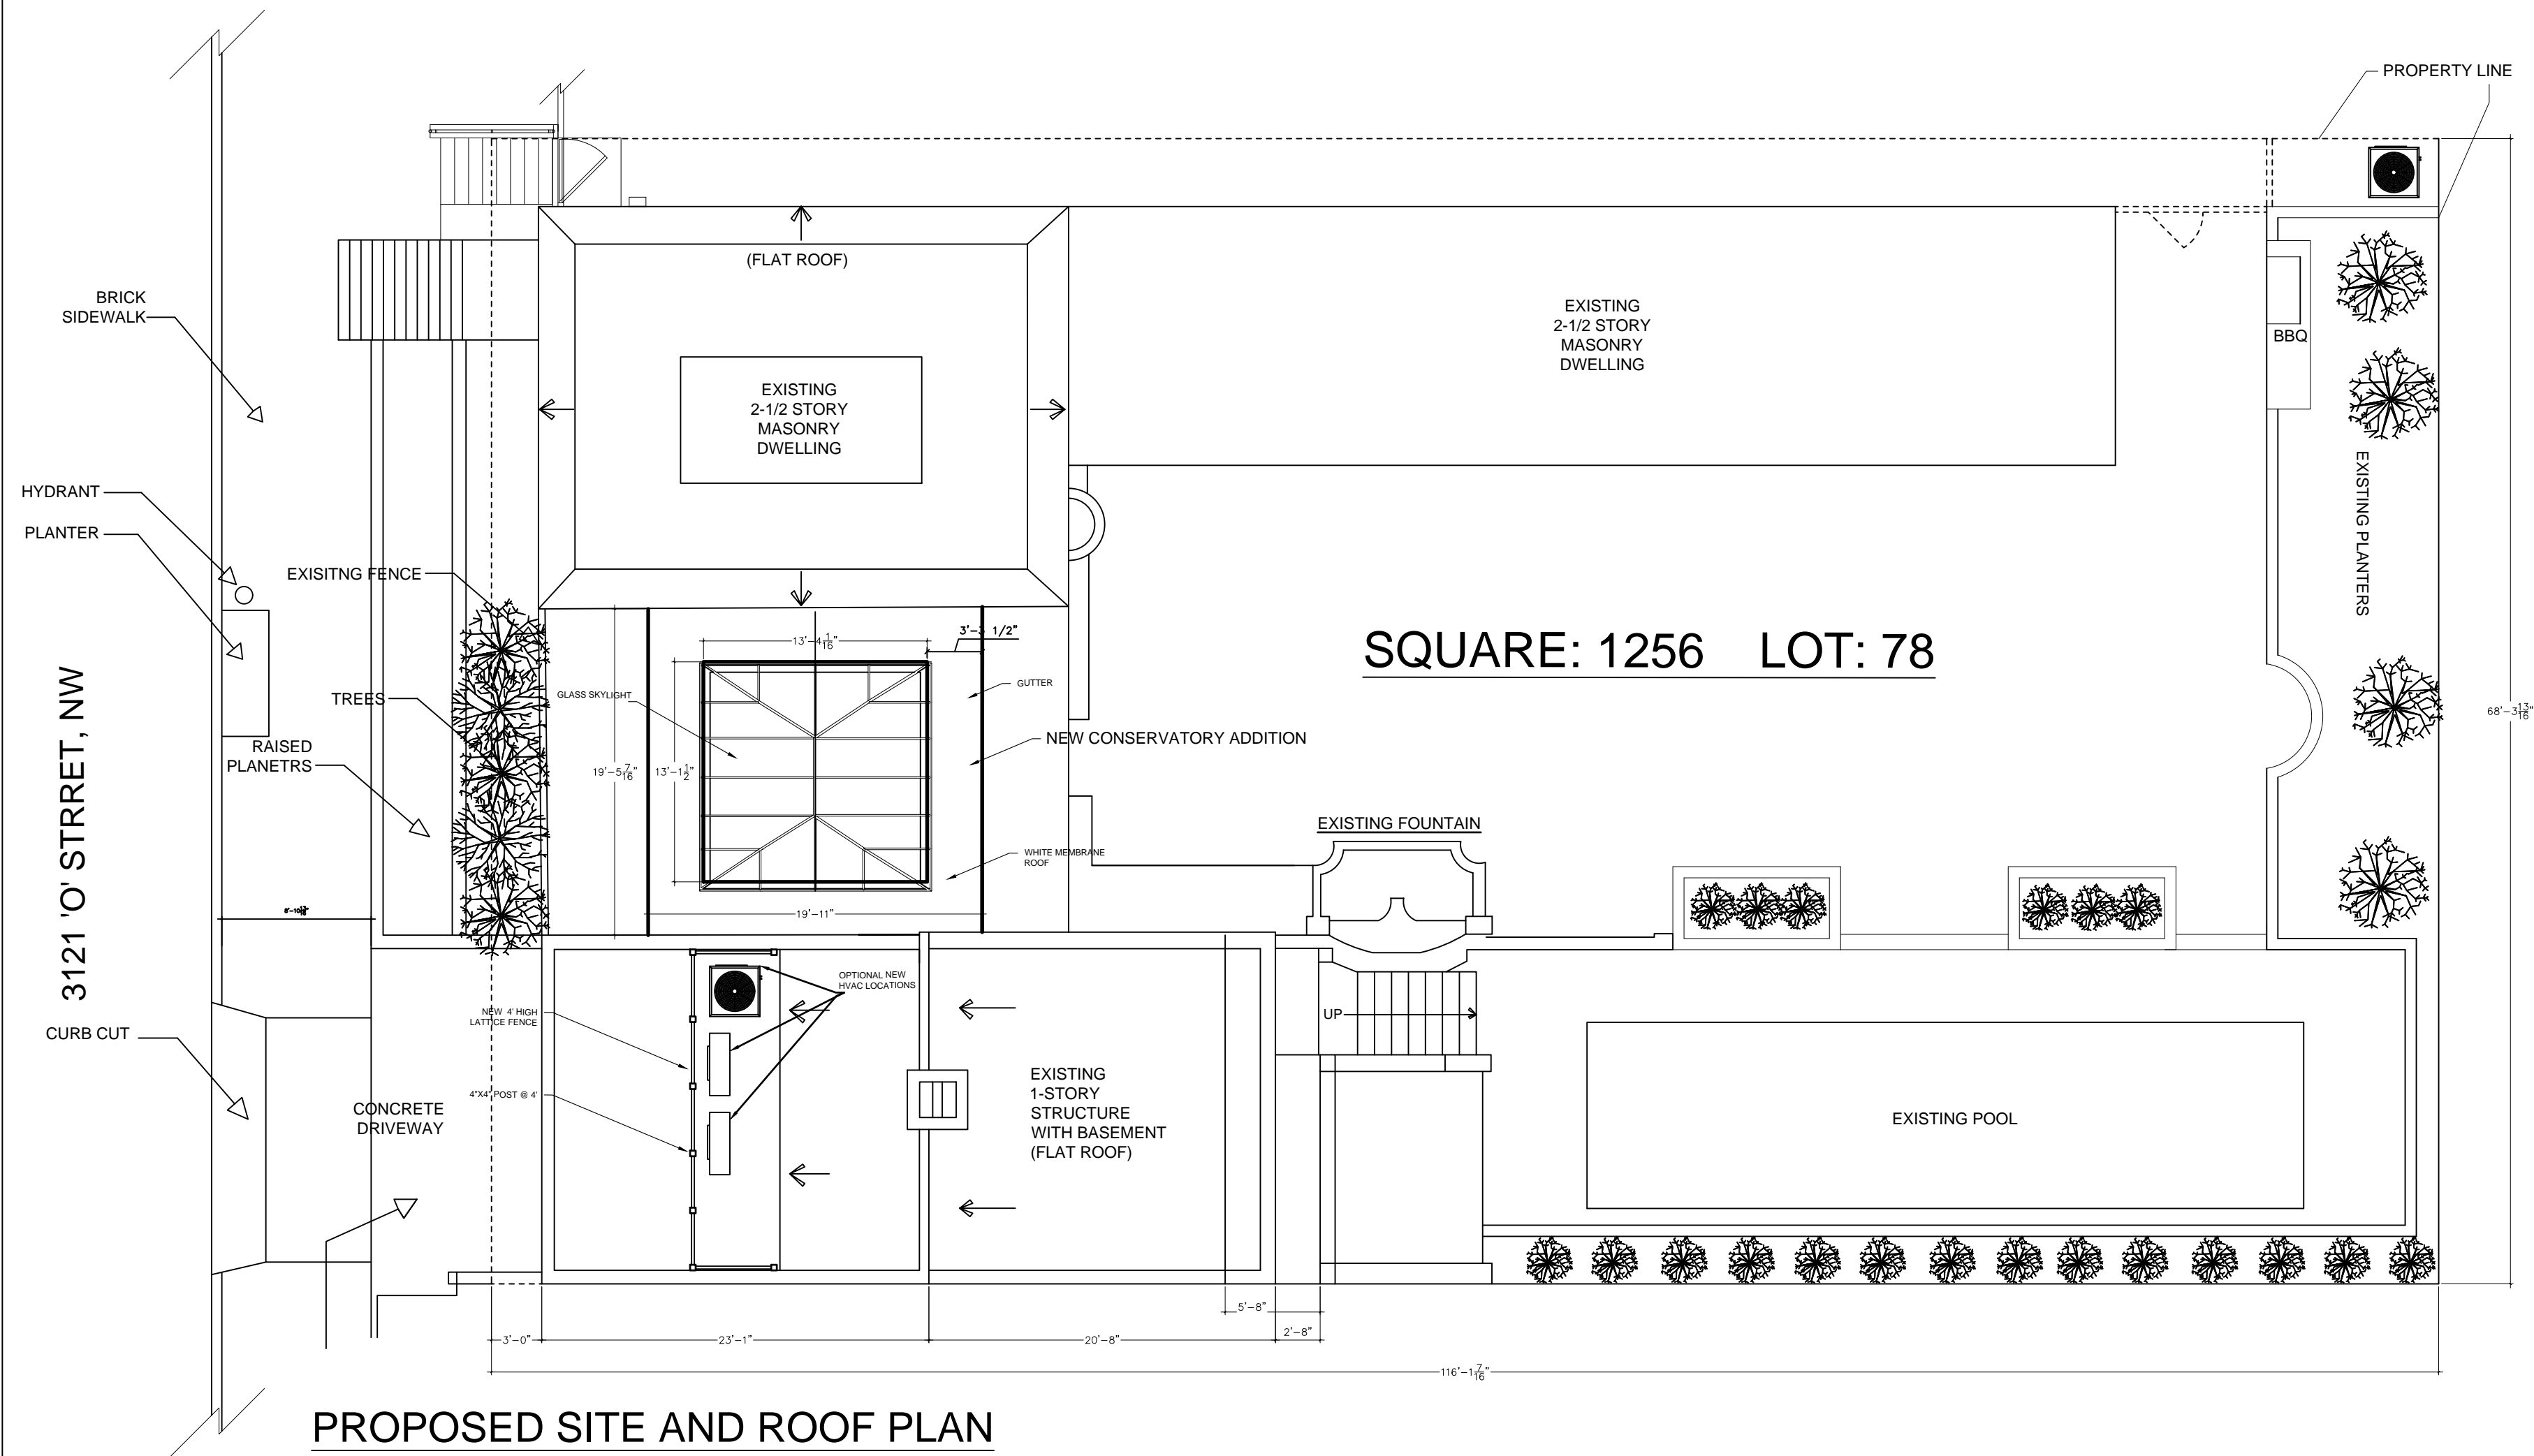 PROPERTY LINE
(FLAT ROOF)
BRICK
SIDEWALK
EXISTING
2-1/2 STORY
MASONRY
DWELLING
EXISTING
2-1/2 STORY
MASONRY
DWELLING
BBQ
EXISTING PLANTERS
HYDRANT
PLANTER
EXISITNG FENCE
13'-4 1/16"
3'-3 1/2"
SQUARE: 1256 LOT: 78
GLASS SKYLIGHT
GUTTER
TREES
68'-3 13/16"
3121 'O' STRRET, NW
RAISED
PLANETRS
NEW CONSERVATORY ADDITION
19'-5 7/16"
13'-1 1/2"
EXISTING FOUNTAIN
WHITE MEMBRANE
ROOF
19'-11"
OPTIONAL NEW
HVAC LOCATIONS
NEW 4' HIGH
LATTICE FENCE
UP
CURB CUT
4"X4" POST @ 4'
EXISTING
1-STORY
STRUCTURE
WITH BASEMENT
(FLAT ROOF)
CONCRETE
DRIVEWAY
EXISTING POOL
5'-8"
3'-0"
23'-1"
20'-8"
2'-8"
116'-1 7/16"
PROPOSED SITE AND ROOF PLAN